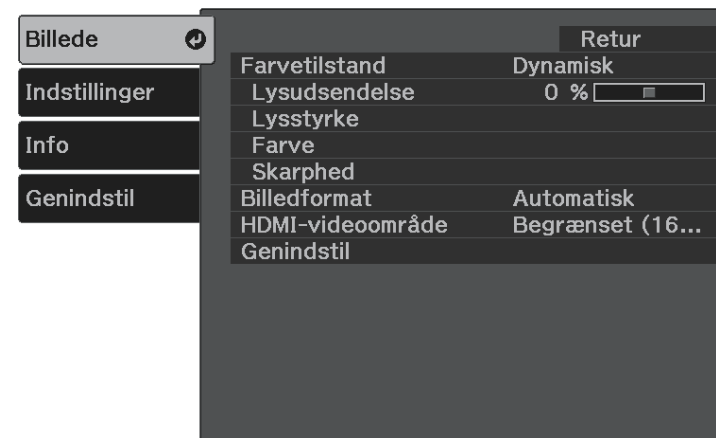 Billede
Indstillinger
Info
Genindstil
Retur
Farvetilstand Dynamisk
Lysudsendelse 0 %
Lysstyrke
Farve
Skarphed
Billedformat Automatisk
HDMI-videoområde Begrænset (16...
Genindstil